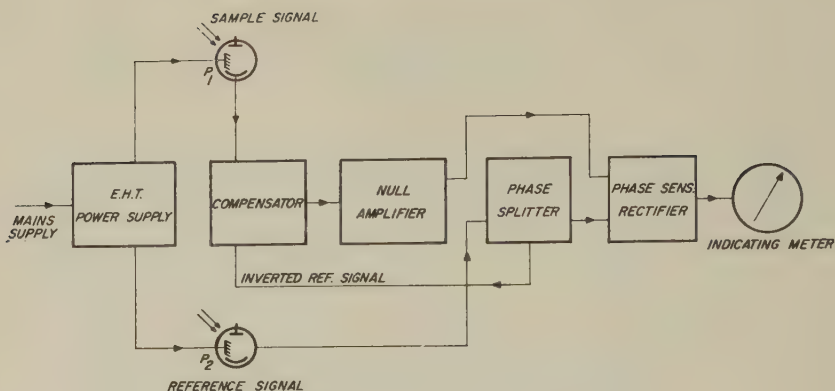 SAMPLE SIGNAL
P1
E.H.T.
POWER SUPPLY
MAINS
SUPPLY
COMPENSATOR
NULL
AMPLIFIER
PHASE
SPLITTER
PHASE SENS.
RECTIFIER
INDICATING METER
INVERTED REF. SIGNAL
P2
REFERENCE SIGNAL